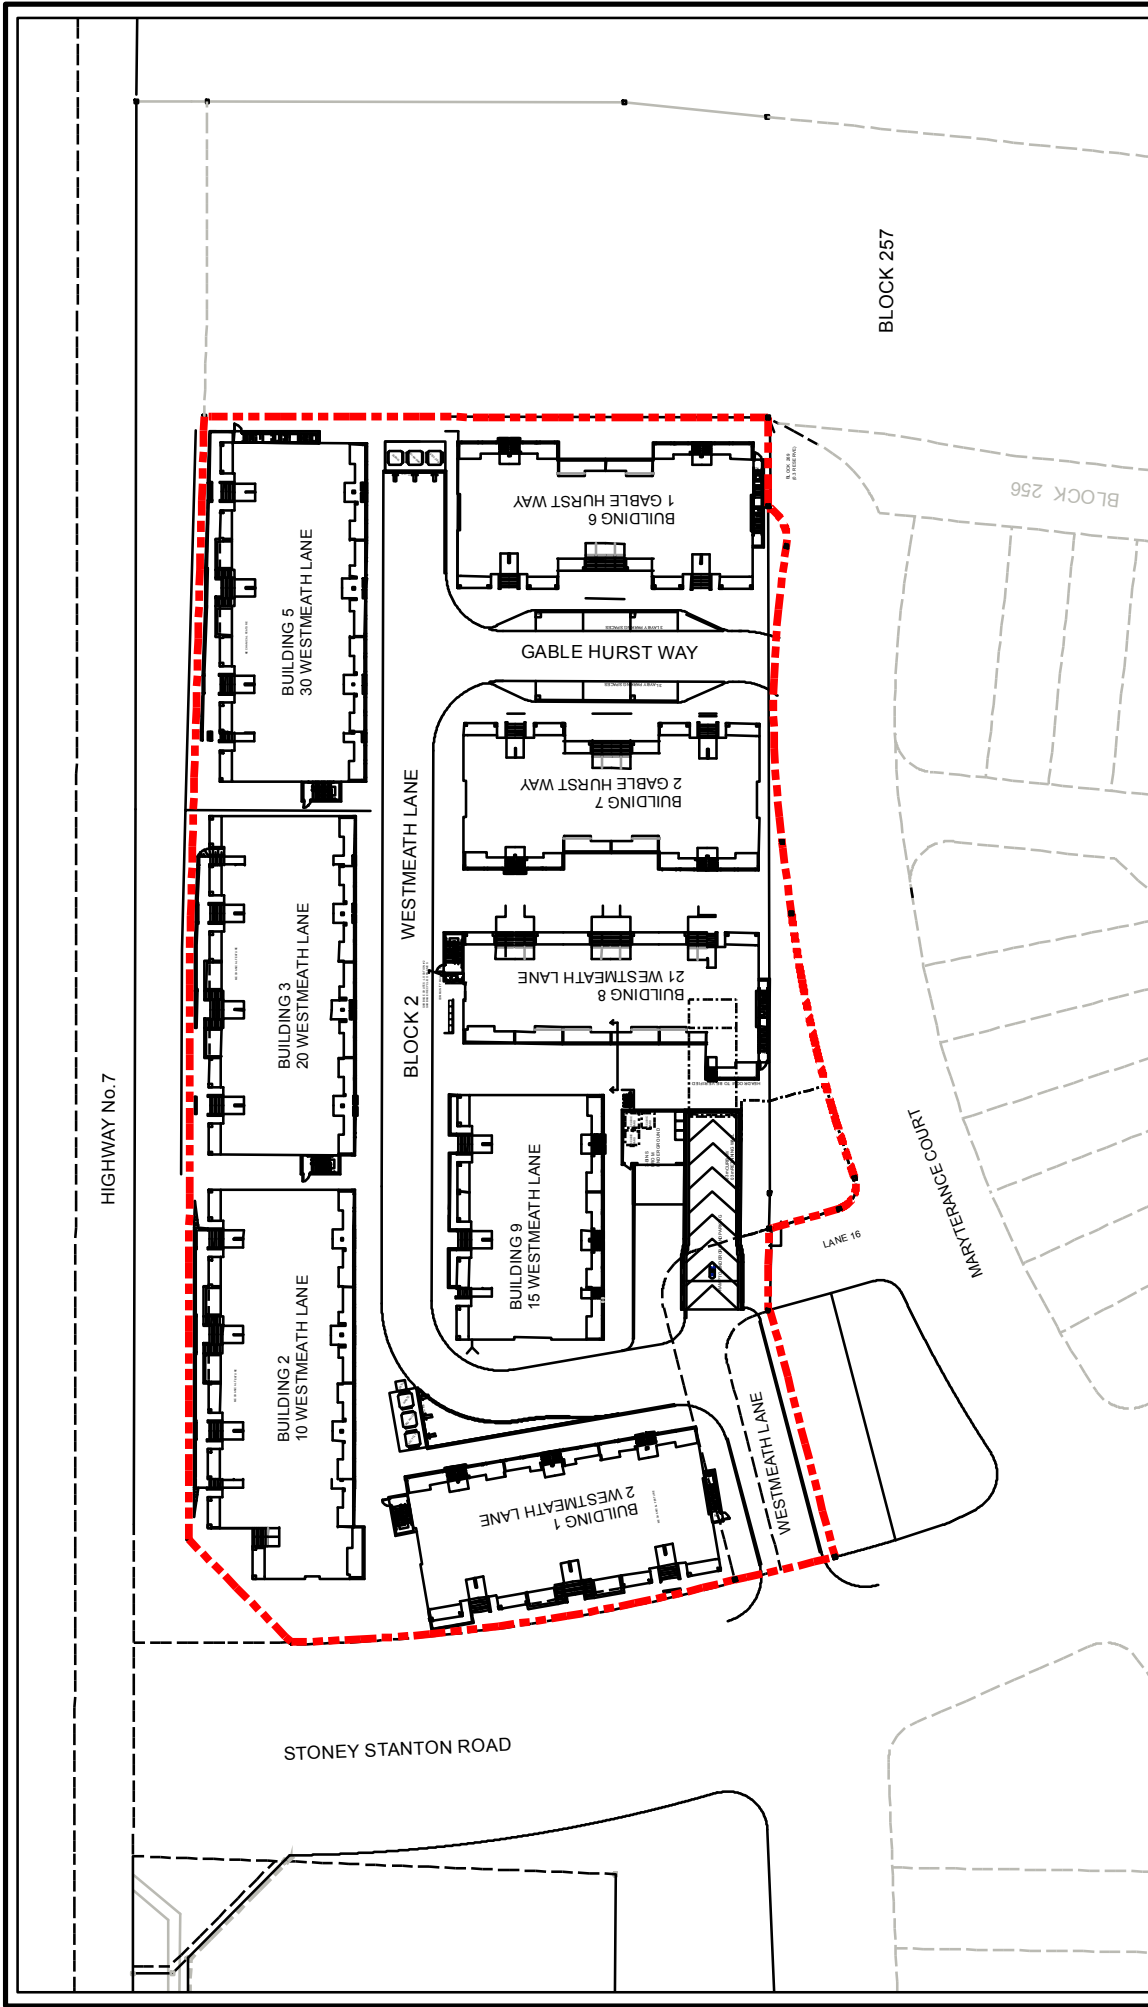 BLOCK 257
BLOCK 256
BUILDING 6
1 GABLE HURST WAY
BUILDING 5
30 WESTMEATH LANE
GABLE HURST WAY
BUILDING 7
2 GABLE HURST WAY
WESTMEATH LANE
BLOCK 2
BUILDING 8
21 WESTMEATH LANE
BUILDING 3
20 WESTMEATH LANE
HIGHWAY No.7
BUILDING 9
15 WESTMEATH LANE
MARYTERANCE COURT
LANE 16
BUILDING 2
10 WESTMEATH LANE
BUILDING 1
2 WESTMEATH LANE
WESTMEATH LANE
STONEY STANTON ROAD